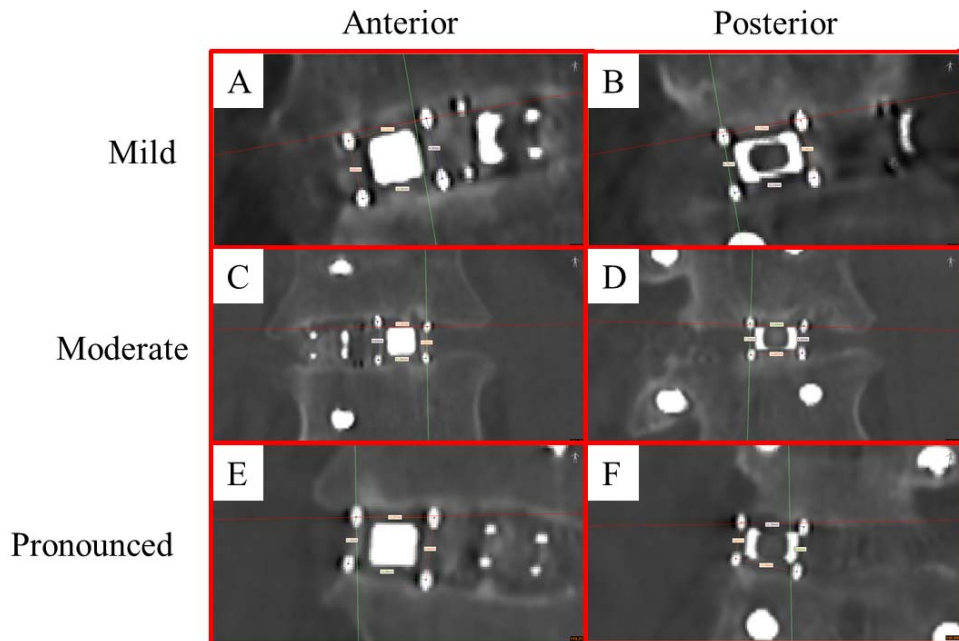 Anterior Posterior
A B
Mild
C D
Moderate
E F
Pronounced